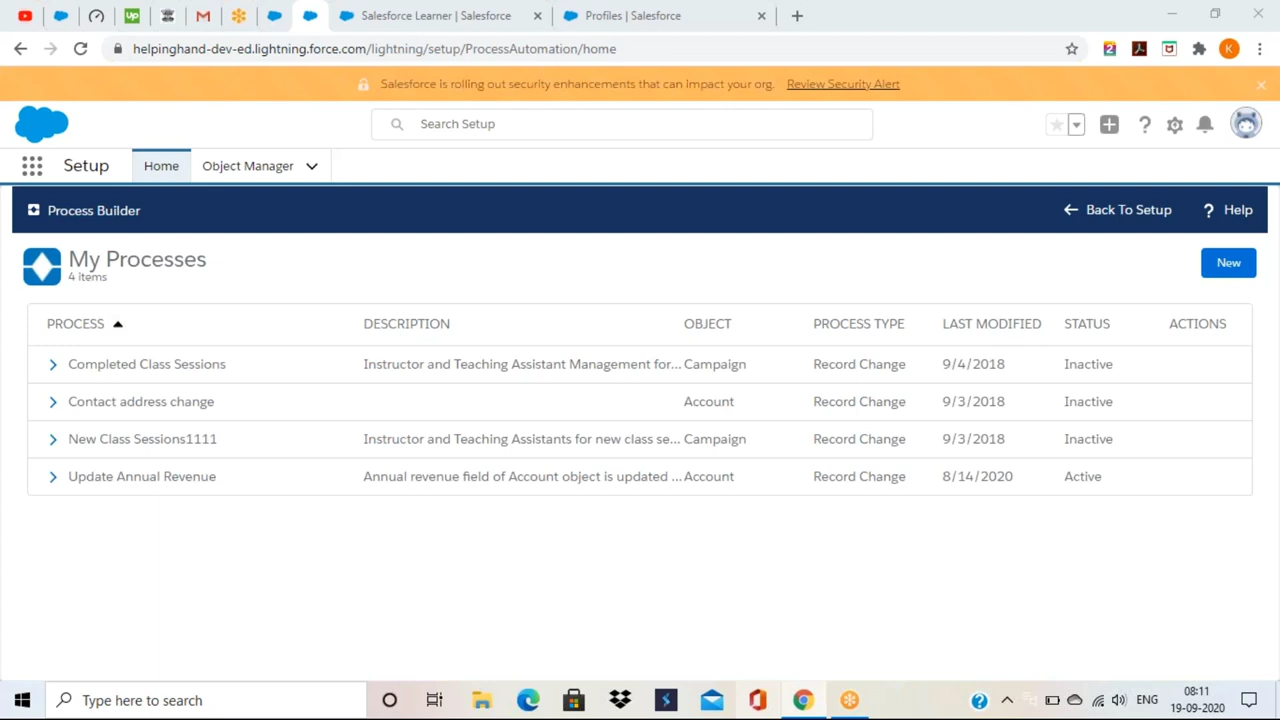 Salesforce Learner | Salesforce
Profiles | Salesforce
helpinghand-dev-ed.lightning.force.com/lightning/setup/ProcessAutomation/home
K
Salesforce is rolling out security enhancements that can impact your org. Review Security Alert
Search Setup
Setup Home Object Manager
Process Builder Back To Setup ? Help
My Processes
4 items
New
PROCESS DESCRIPTION OBJECT PROCESS TYPE LAST MODIFIED STATUS ACTIONS
Completed Class Sessions Instructor and Teaching Assistant Management for... Campaign Record Change 9/4/2018 Inactive
Contact address change Account Record Change 9/3/2018 Inactive
New Class Sessions1111 Instructor and Teaching Assistants for new class se... Campaign Record Change 9/3/2018 Inactive
Update Annual Revenue Annual revenue field of Account object is updated ... Account Record Change 8/14/2020 Active
Type here to search
ENG
08:11
19-09-2020